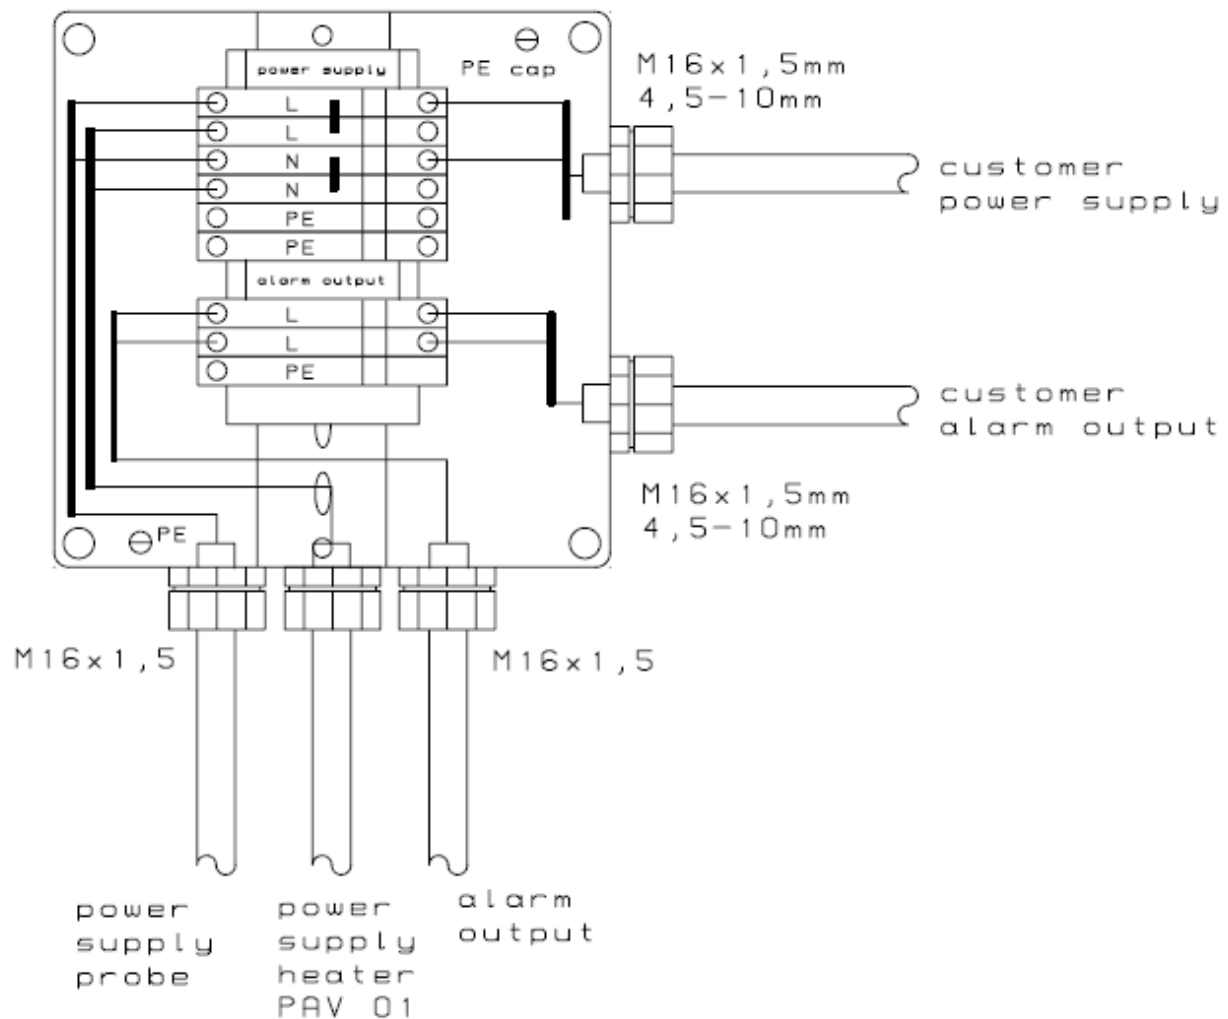 power supply
PE cap
M16x1,5mm
4,5-10mm
L
L
N
N
PE
PE
customer
power supply
alarm output
L
L
PE
customer
alarm output
M16x1,5mm
4,5-10mm
PE
M16x1,5
M16x1,5
power
supply
probe
power
supply
heater
PAV 01
alarm
output